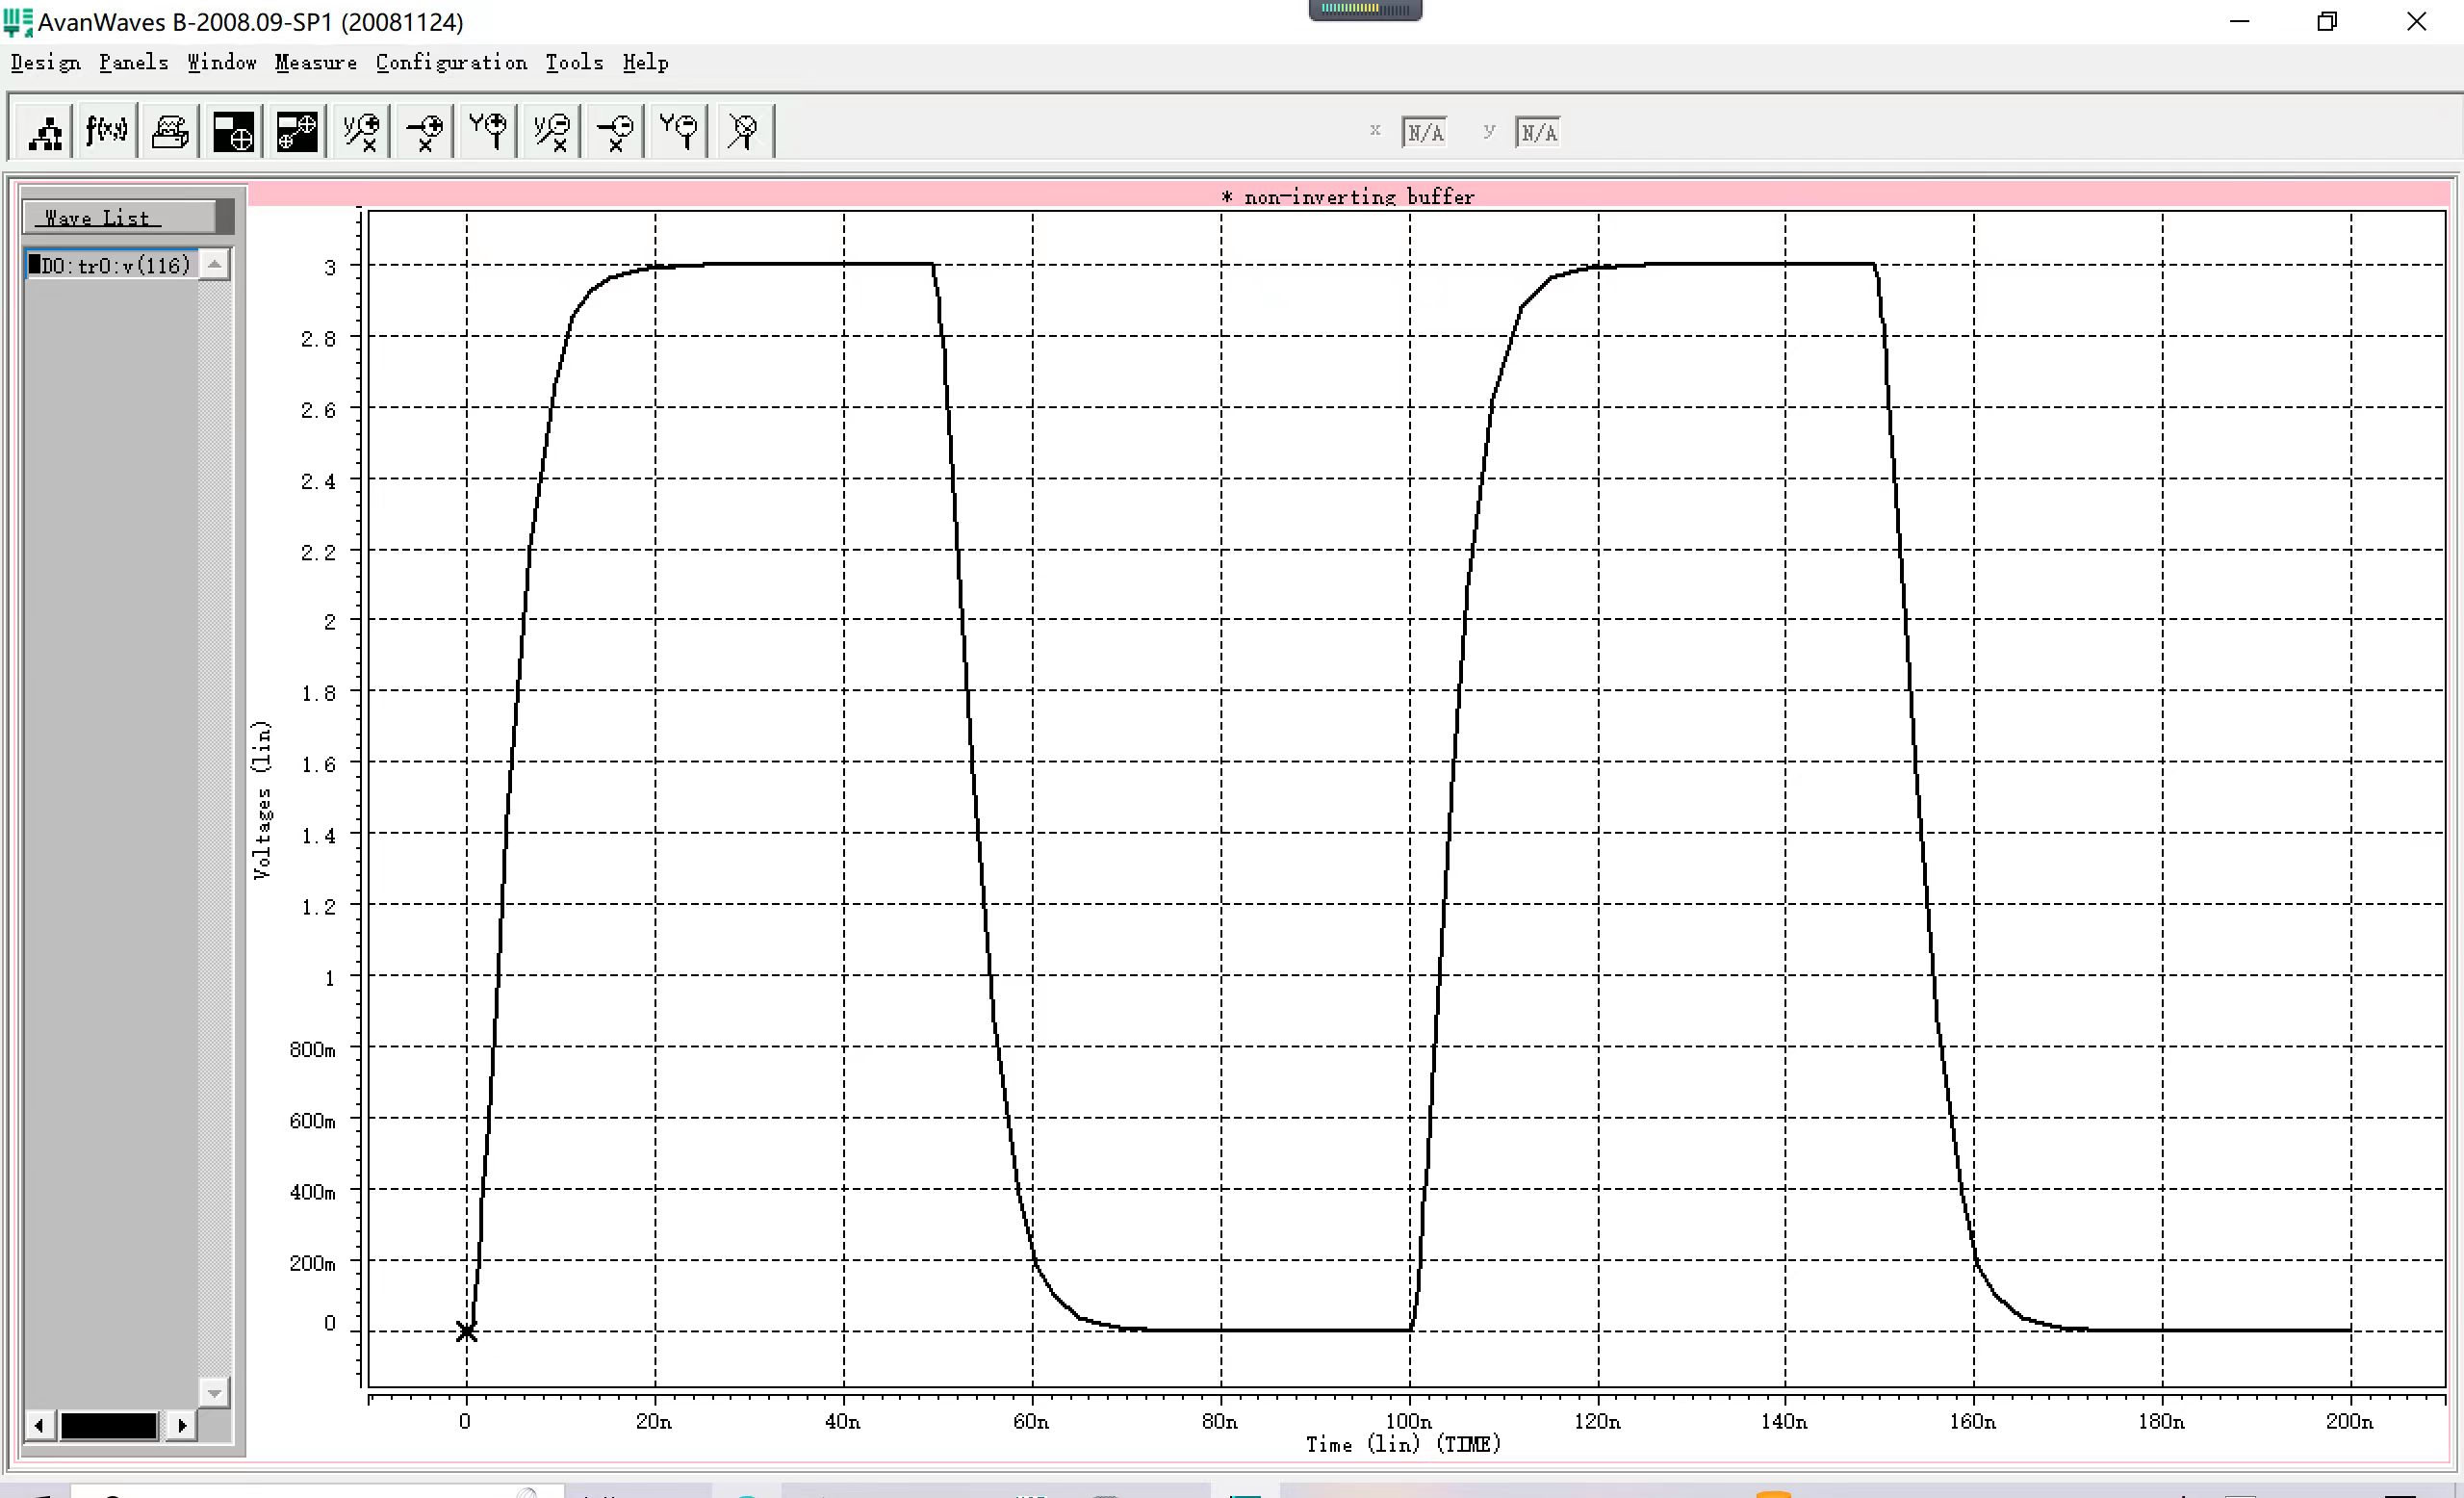 AvanWaves B-2008.09-SP1 (20081124)
Design Panels Window Measure Configuration Tools Help
f(x,y) x N/A y N/A
* non-inverting buffer
Wave List
D0:tr0:v(116)
Voltages (lin)
3
2.8
2.6
2.4
2.2
2
1.8
1.6
1.4
1.2
1
800m
600m
400m
200m
0
0 20n 40n 60n 80n 100n 120n 140n 160n 180n 200n
Time (lin) (TIME)